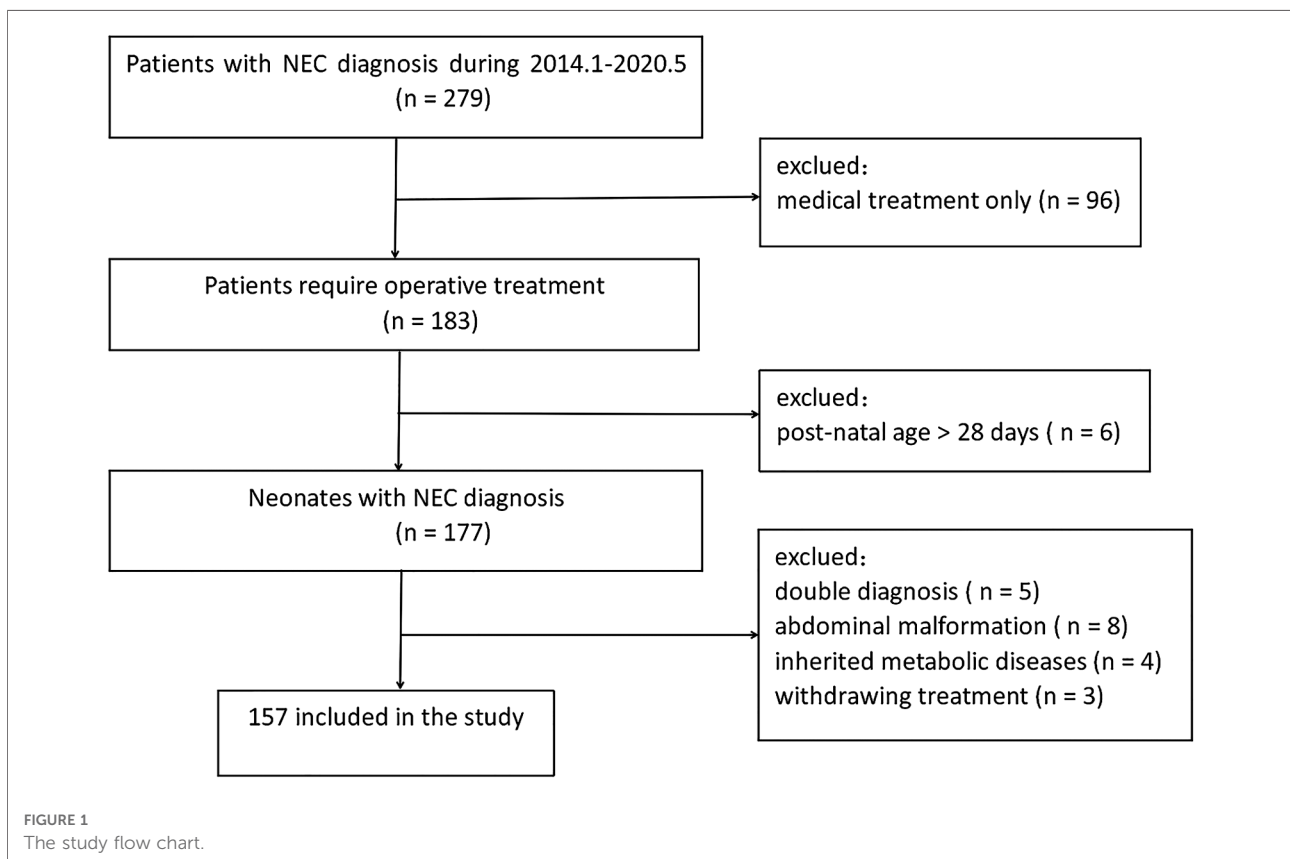 Patients with NEC diagnosis during 2014.1-2020.5
(n = 279)
exclued:
medical treatment only (n = 96)
Patients require operative treatment
(n = 183)
exclued:
post-natal age > 28 days ( n = 6)
Neonates with NEC diagnosis
(n = 177)
exclued:
double diagnosis ( n = 5)
abdominal malformation ( n = 8)
inherited metabolic diseases (n = 4)
withdrawing treatment (n = 3)
157 included in the study
FIGURE 1
The study flow chart.